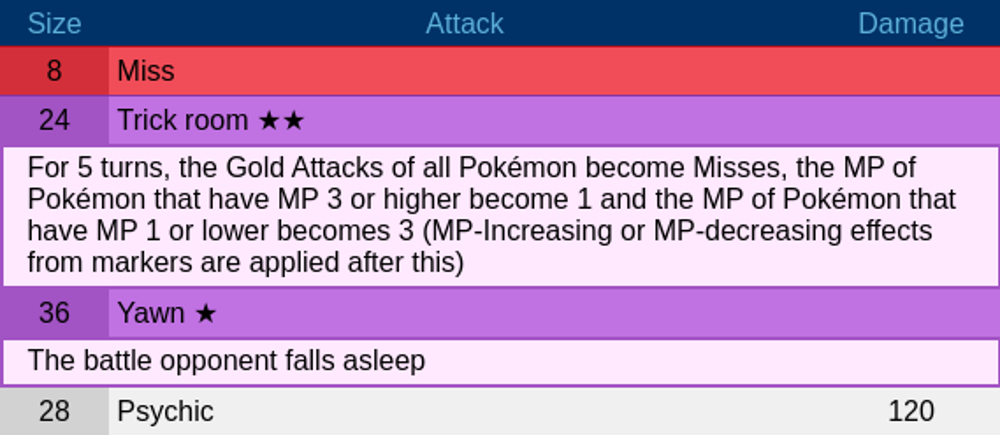 Size Attack Damage
8 Miss
24 Trick room ★★
For 5 turns, the Gold Attacks of all Pokémon become Misses, the MP of
Pokémon that have MP 3 or higher become 1 and the MP of Pokémon that
have MP 1 or lower becomes 3 (MP-Increasing or MP-decreasing effects
from markers are applied after this)
36 Yawn ★
The battle opponent falls asleep
28 Psychic 120